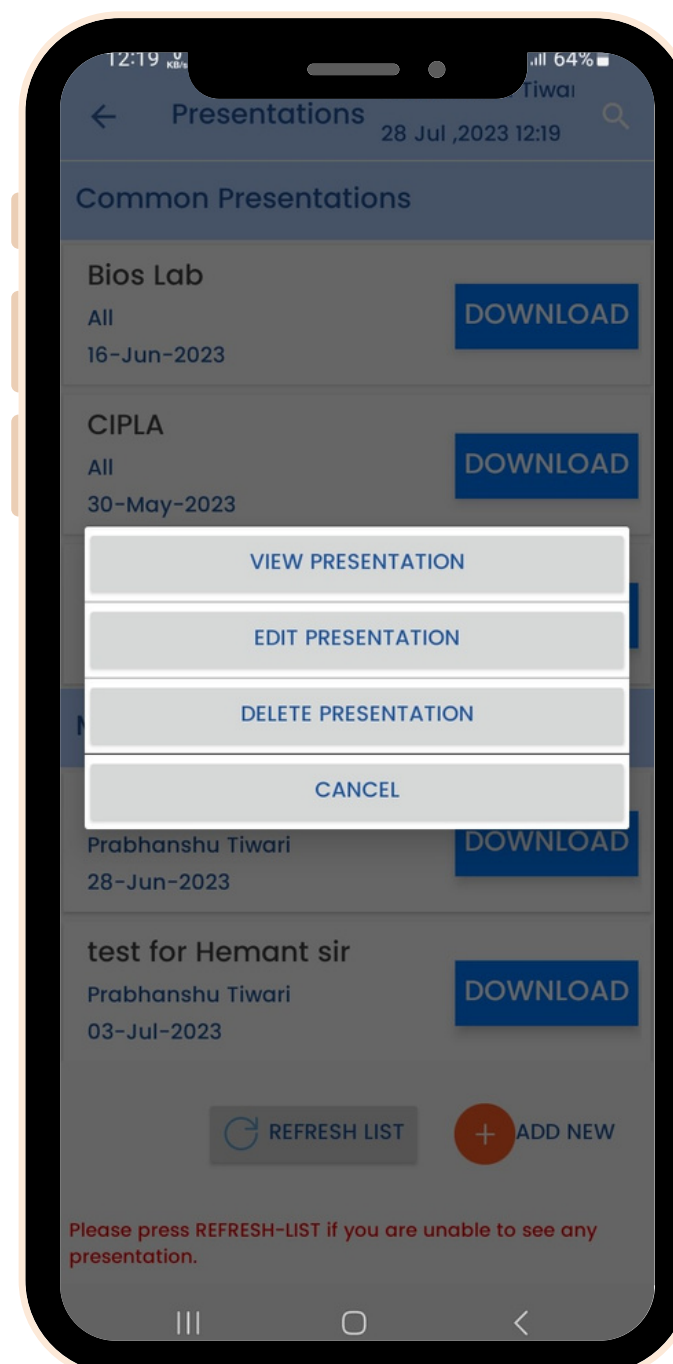 12:19 KB/s .ıll 64%
Presentations Tiwar
28 Jul ,2023 12:19
Common Presentations
Bios Lab
All
16-Jun-2023
DOWNLOAD
CIPLA
All
30-May-2023
DOWNLOAD
VIEW PRESENTATION
EDIT PRESENTATION
DELETE PRESENTATION
CANCEL
Prabhanshu Tiwari
28-Jun-2023
DOWNLOAD
test for Hemant sir
Prabhanshu Tiwari
03-Jul-2023
DOWNLOAD
REFRESH LIST
+ ADD NEW
Please press REFRESH-LIST if you are unable to see any
presentation.